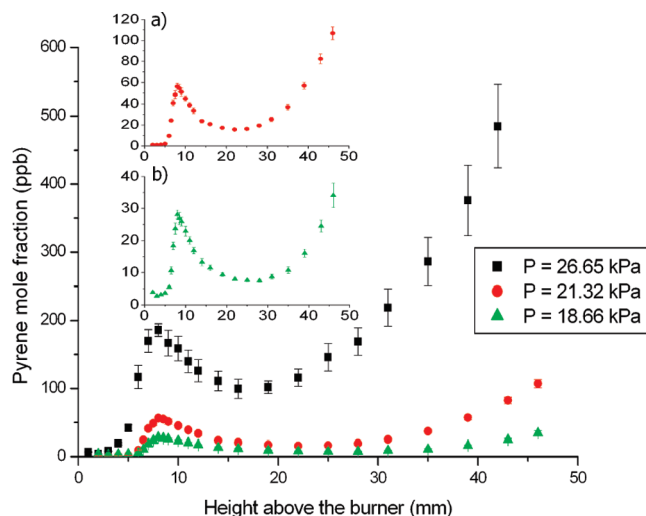 a)
120
100
80
60
40
20
0
0 10 20 30 40 50
b)
40
30
20
10
0
0 10 20 30 40 50
600
500
400
300
200
100
0
Pyrene mole fraction (ppb)
P = 26.65 kPa
P = 21.32 kPa
P = 18.66 kPa
0 10 20 30 40 50
Height above the burner (mm)